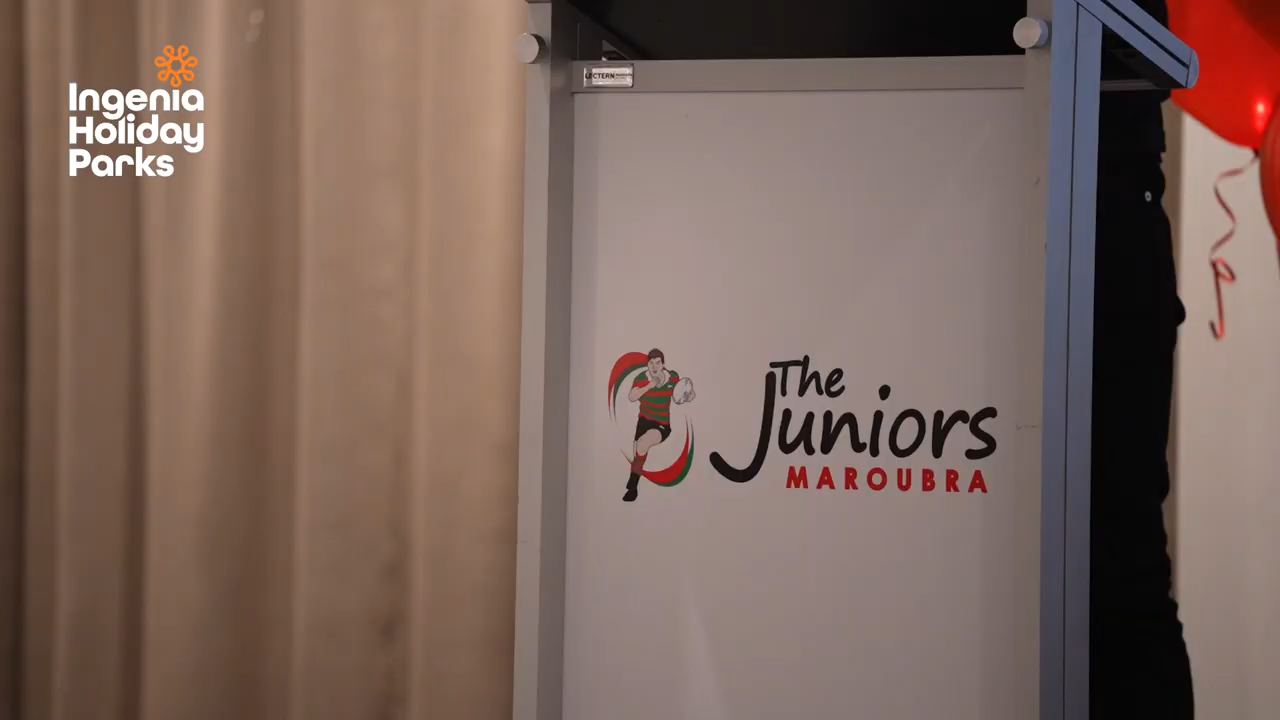 Ingenia
Holiday
Parks
LECTERN
The
Juniors
MAROUBRA